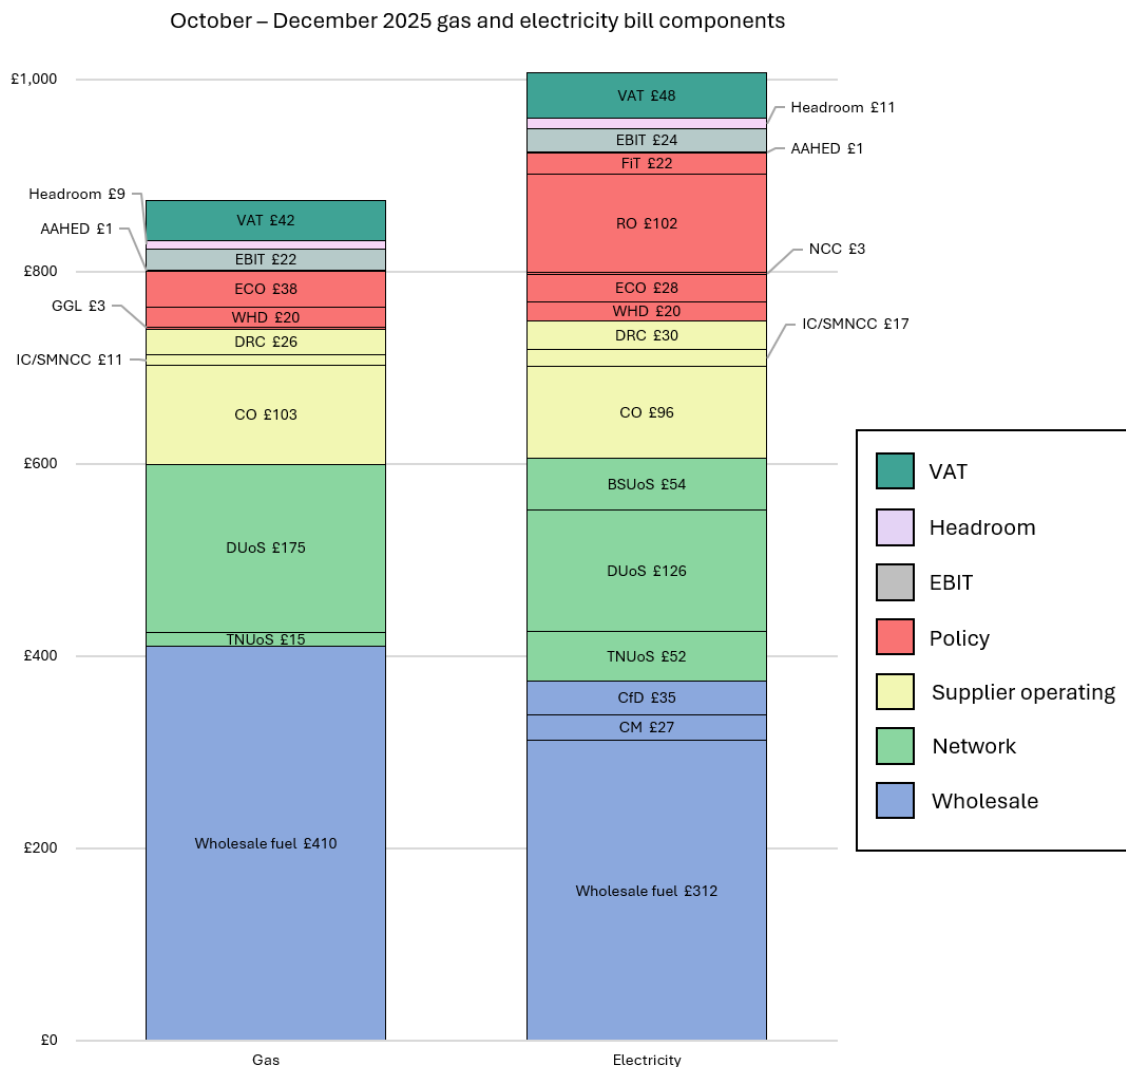 October – December 2025 gas and electricity bill components
£1,000
£800
£600
£400
£200
£0
Headroom £9
AAHED £1
GGL £3
IC/SMNCC £11
VAT £42
EBIT £22
ECO £38
WHD £20
DRC £26
CO £103
DUoS £175
TNUoS £15
Wholesale fuel £410
Gas
VAT £48
EBIT £24
FiT £22
RO £102
ECO £28
WHD £20
DRC £30
CO £96
BSUoS £54
DUoS £126
TNUoS £52
CfD £35
CM £27
Wholesale fuel £312
Electricity
Headroom £11
AAHED £1
NCC £3
IC/SMNCC £17
VAT
Headroom
EBIT
Policy
Supplier operating
Network
Wholesale